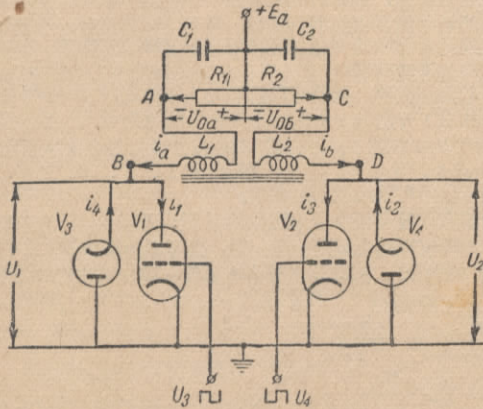 +Ea
C1 C2
R1 R2
A C
- U0a + - U0б +
ia L1 L2 ib
B D
i4 i1 i3 i2
V3 V1 V2 V4
U1 U2
U3 U4